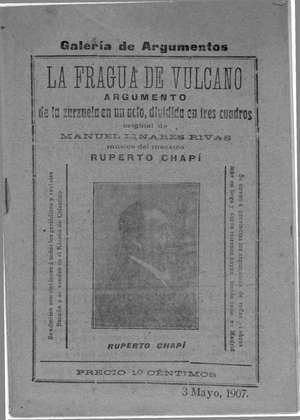 Galería de Argumentos
LA FRAGUA DE VULCANO
ARGUMENTO
de la zarzuela en un acto, dividido en tres cuadros
original de
MANUEL LINARES RIVAS
música del maestro
RUPERTO CHAPÍ
RUPERTO CHAPÍ
PRECIO 10 CÉNTIMOS
3 Mayo, 1907.